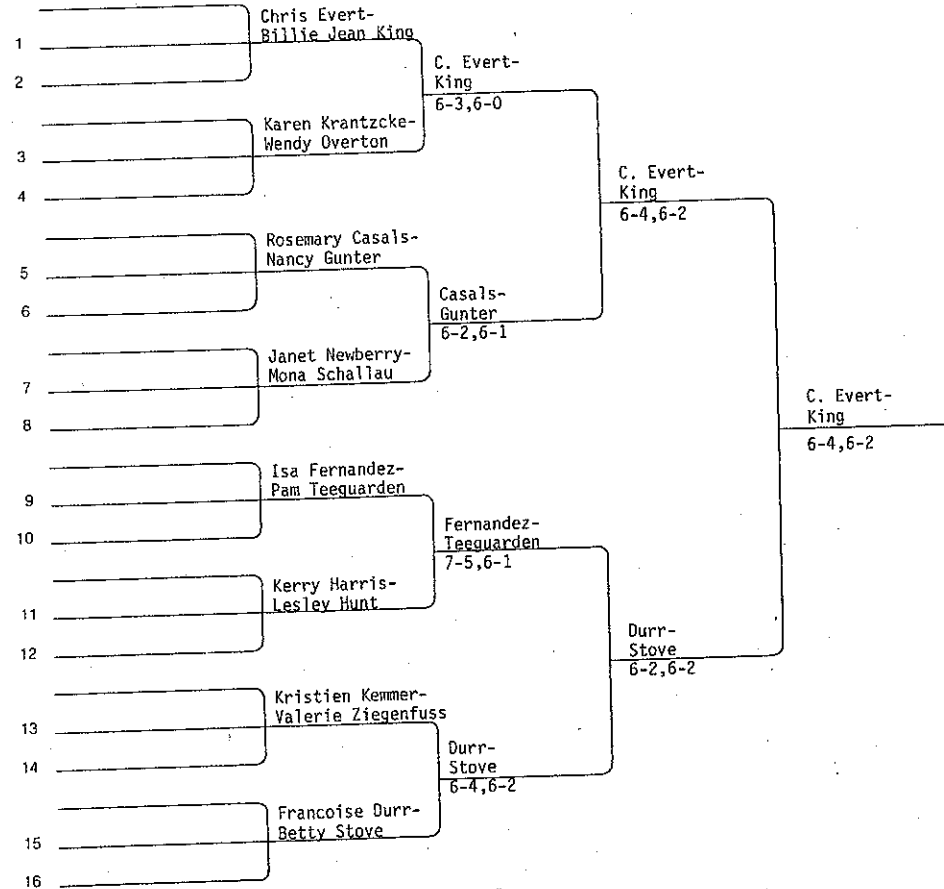 Chris Evert-
Billie Jean King
1
2
C. Evert-
King
6-3,6-0
Karen Krantzcke-
Wendy Overton
3
4
C. Evert-
King
6-4,6-2
Rosemary Casals-
Nancy Gunter
5
6
Casals-
Gunter
6-2,6-1
Janet Newberry-
Mona Schallau
7
8
C. Evert-
King
6-4,6-2
Isa Fernandez-
Pam Teeguarden
9
10
Fernandez-
Teeguarden
7-5,6-1
Kerry Harris-
Lesley Hunt
11
12
Durr-
Stove
6-2,6-2
Kristien Kemmer-
Valerie Ziegenfuss
13
14
Durr-
Stove
6-4,6-2
Francoise Durr-
Betty Stove
15
16